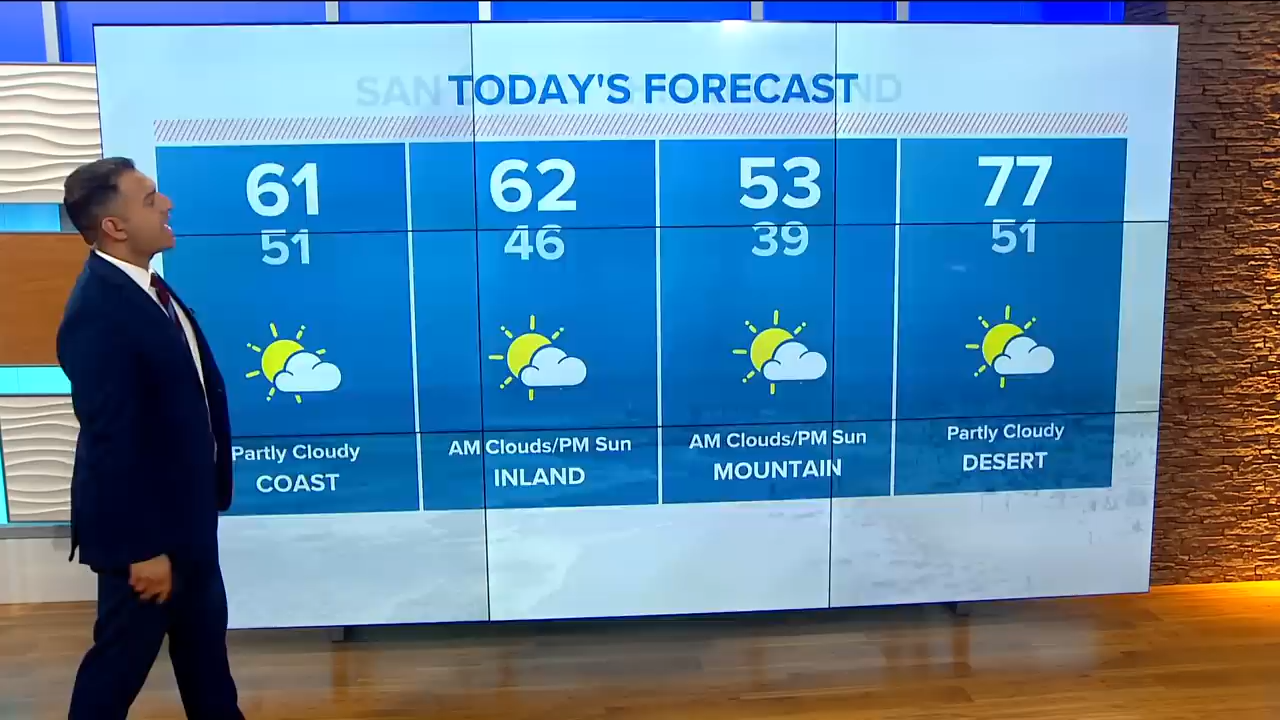 TODAY'S FORECAST
61
51
Partly Cloudy
COAST
62
46
AM Clouds/PM Sun
INLAND
53
39
AM Clouds/PM Sun
MOUNTAIN
77
51
Partly Cloudy
DESERT